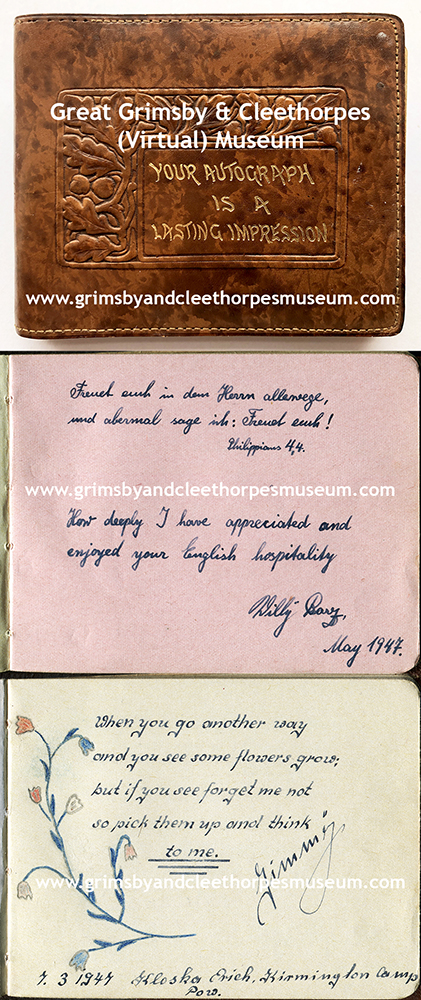 Great Grimsby & Cleethorpes
(Virtual) Museum
YOUR AUTOGRAPH
IS A
LASTING IMPRESSION
www.grimsbyandcleethorpesmuseum.com
Freuet euch in dem Herrn allewege,
und abermal sage ich: Freuet euch!
Philippians 4,4.
www.grimsbyandcleethorpesmuseum.com
How deeply I have appreciated and
enjoyed your English hospitality
Willy
May 1947.
When you go another way
and you see some flowers grow;
but if you see forget me not
so pick them up and think
to me.
Jimmy
www.grimsbyandcleethorpesmuseum.com
7. 3 1947 Kloska Erich, Kirmington Camp
Pow.